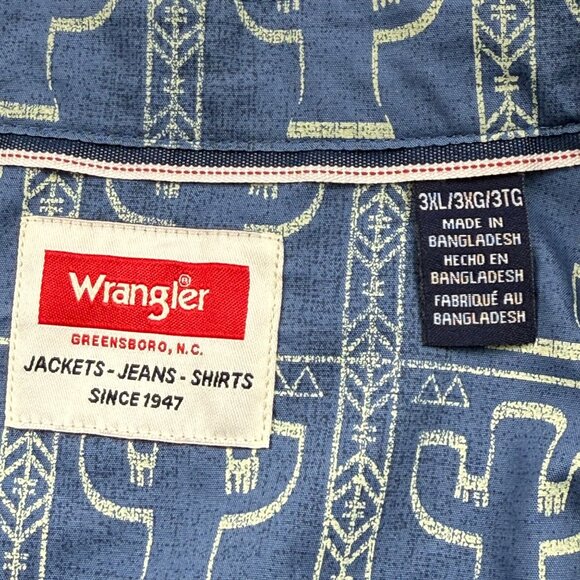 3XL/3XG/3TG
MADE IN
BANGLADESH
HECHO EN
BANGLADESH
FABRIQUÉ AU
BANGLADESH
Wrangler®
GREENSBORO, N.C.
JACKETS - JEANS - SHIRTS
SINCE 1947